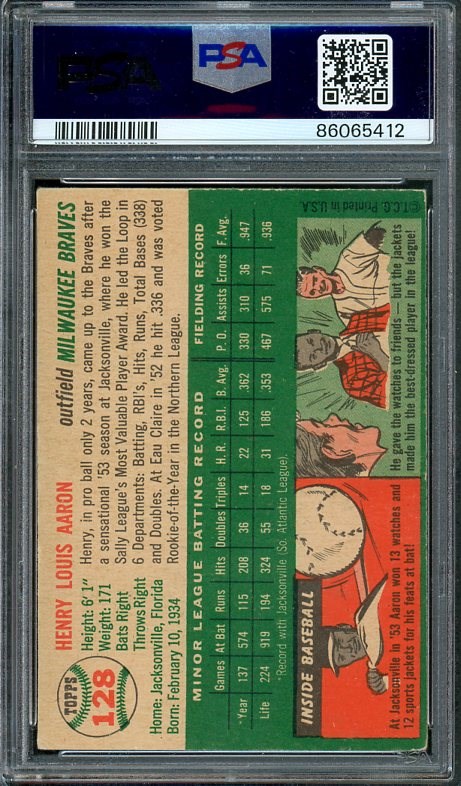 PSA
PSA
86065412
TOPPS
128
HENRY LOUIS AARON
outfield MILWAUKEE BRAVES
Height: 6' 1"
Weight: 171
Bats Right
Throws Right
Home: Jacksonville, Florida
Born: February 10, 1934
Henry, in pro ball only 2 years, came up to the Braves after
a sensational '53 season at Jacksonville, where he won the
Sally League's Most Valuable Player Award. He led the Loop in
6 Departments: Batting, RBI's, Hits, Runs, Total Bases (338)
and Doubles. At Eau Claire in '52 he hit .336 and was voted
Rookie-of-the-Year in the Northern League.
MINOR LEAGUE BATTING RECORD FIELDING RECORD
Games At Bat Runs Hits Doubles Triples H.R. R.B.I. B. Avg. P. O. Assists Errors F. Avg.
*Year 137 574 115 208 36 14 22 125 .362 330 310 36 .947
Life 224 919 194 324 55 18 31 186 .353 467 575 71 .936
*Record with Jacksonville (So. Atlantic League).
INSIDE BASEBALL
At Jacksonville in '53 Aaron won 13 watches and
12 sports jackets for his feats at bat!
He gave the watches to friends — but the jackets
made him the best-dressed player in the league!
©T.C.G. Printed in U.S.A.